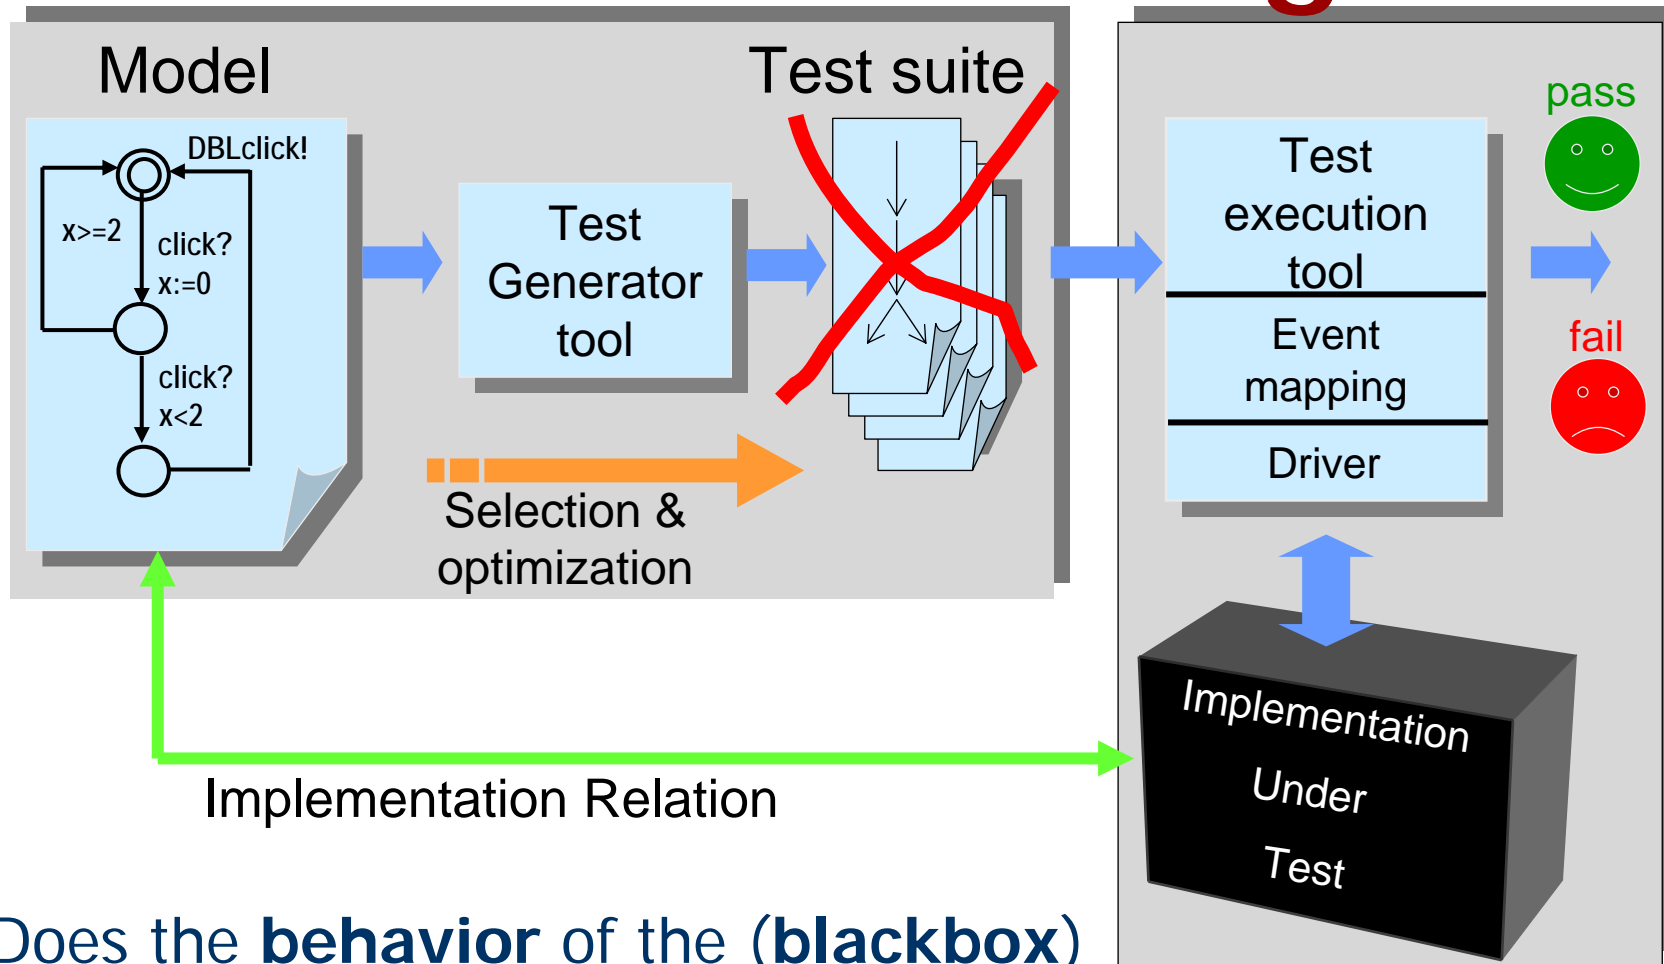 g
Model
Test suite
DBLclick!
x>=2
click?
x:=0
click?
x<2
Test
Generator
tool
Selection &
optimization
Test
execution
tool
Event
mapping
Driver
pass
fail
Implementation
Under
Test
Implementation Relation
Does the behavior of the (blackbox)